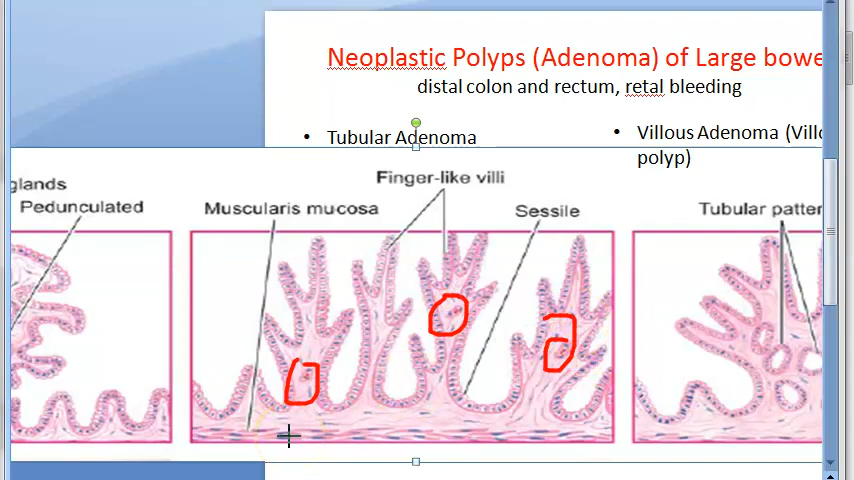 Neoplastic Polyps (Adenoma) of Large bowe
distal colon and rectum, retal bleeding
• Tubular Adenoma
• Villous Adenoma (Villo
polyp)
glands
Pedunculated
Muscularis mucosa
Finger-like villi
Sessile
Tubular patter